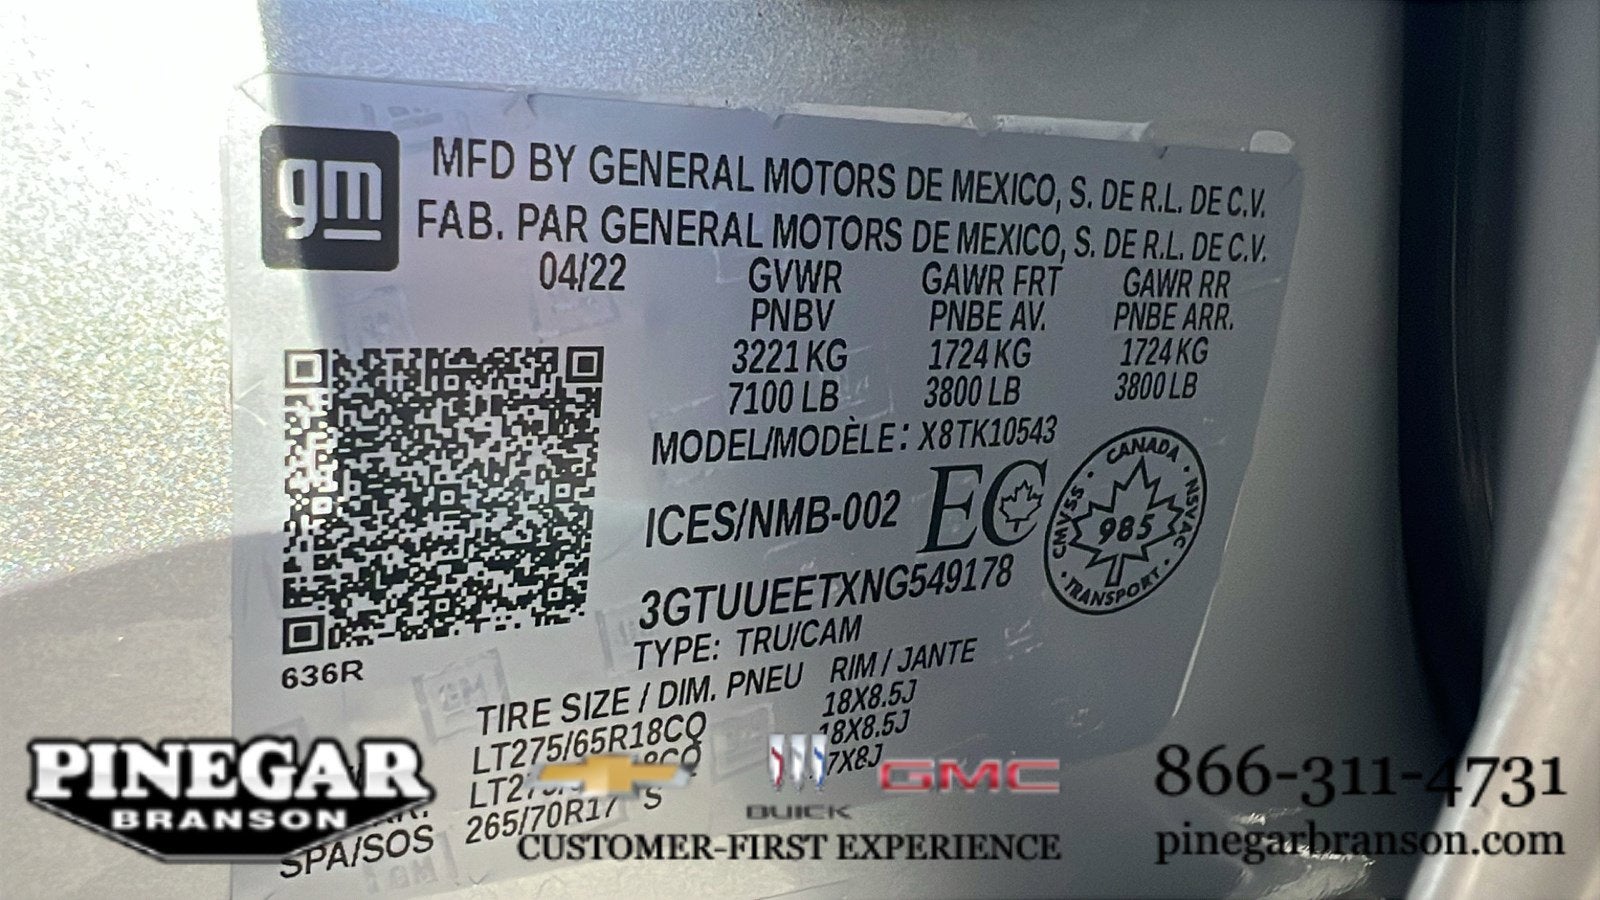 gm
MFD BY GENERAL MOTORS DE MEXICO, S. DE R.L. DE C.V.
FAB. PAR GENERAL MOTORS DE MEXICO, S. DE R.L. DE C.V.
04/22 GVWR GAWR FRT GAWR RR
PNBV PNBE AV. PNBE ARR.
3221 KG 1724 KG 1724 KG
7100 LB 3800 LB 3800 LB
MODEL/MODÈLE: X8TK10543
ICES/NMB-002 EC
CANADA
CMVSS 985 NSVAC
TRANSPORT
3GTUUEETXNG549178
TYPE: TRU/CAM
636R
TIRE SIZE / DIM. PNEU RIM / JANTE
LT275/65R18CQ 18X8.5J
18X8.5J
SPA/SOS 265/70R17 S 7X8J
PINEGAR
BRANSON
BUICK
GMC
CUSTOMER-FIRST EXPERIENCE
866-311-4731
pinegarbranson.com